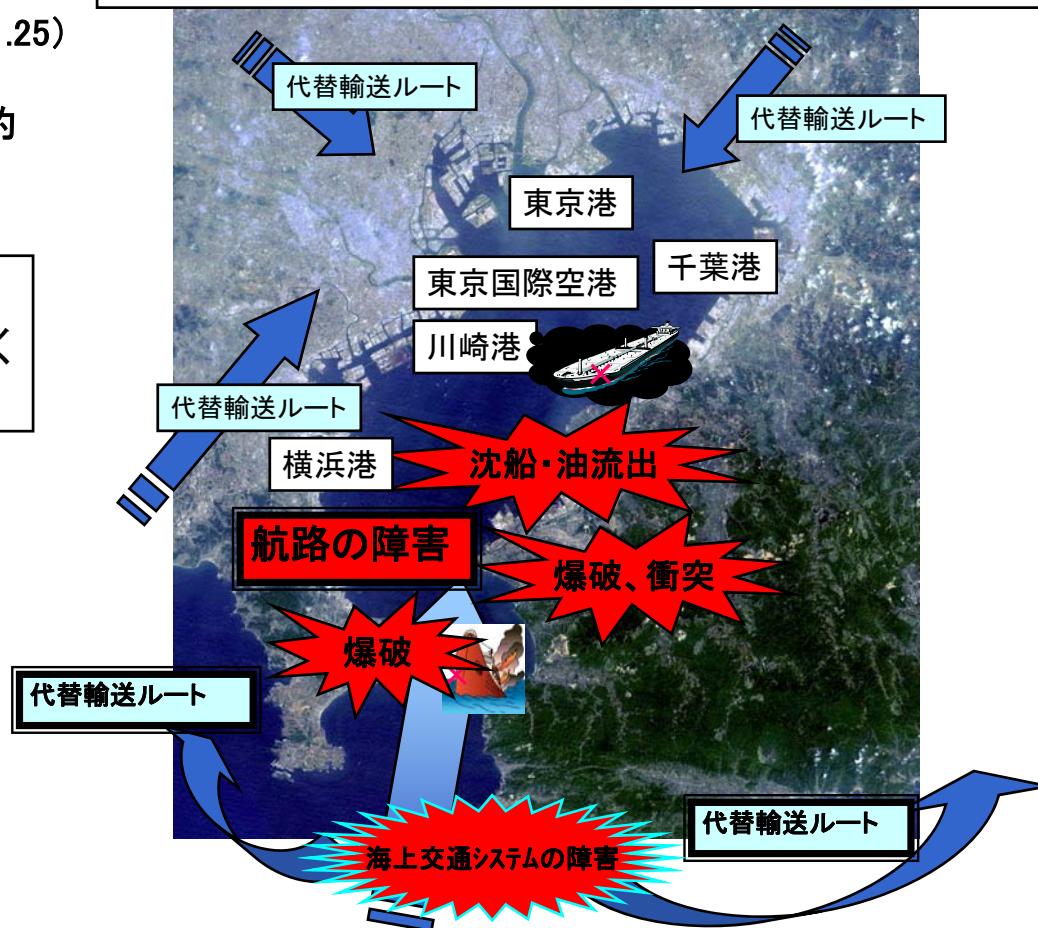 .25）
代替輸送ルート
代替輸送ルート
的
東京港
千葉港
東京国際空港
川崎港
代替輸送ルート
横浜港
沈船・油流出
航路の障害
爆破、衝突
爆破
代替輸送ルート
代替輸送ルート
海上交通システムの障害